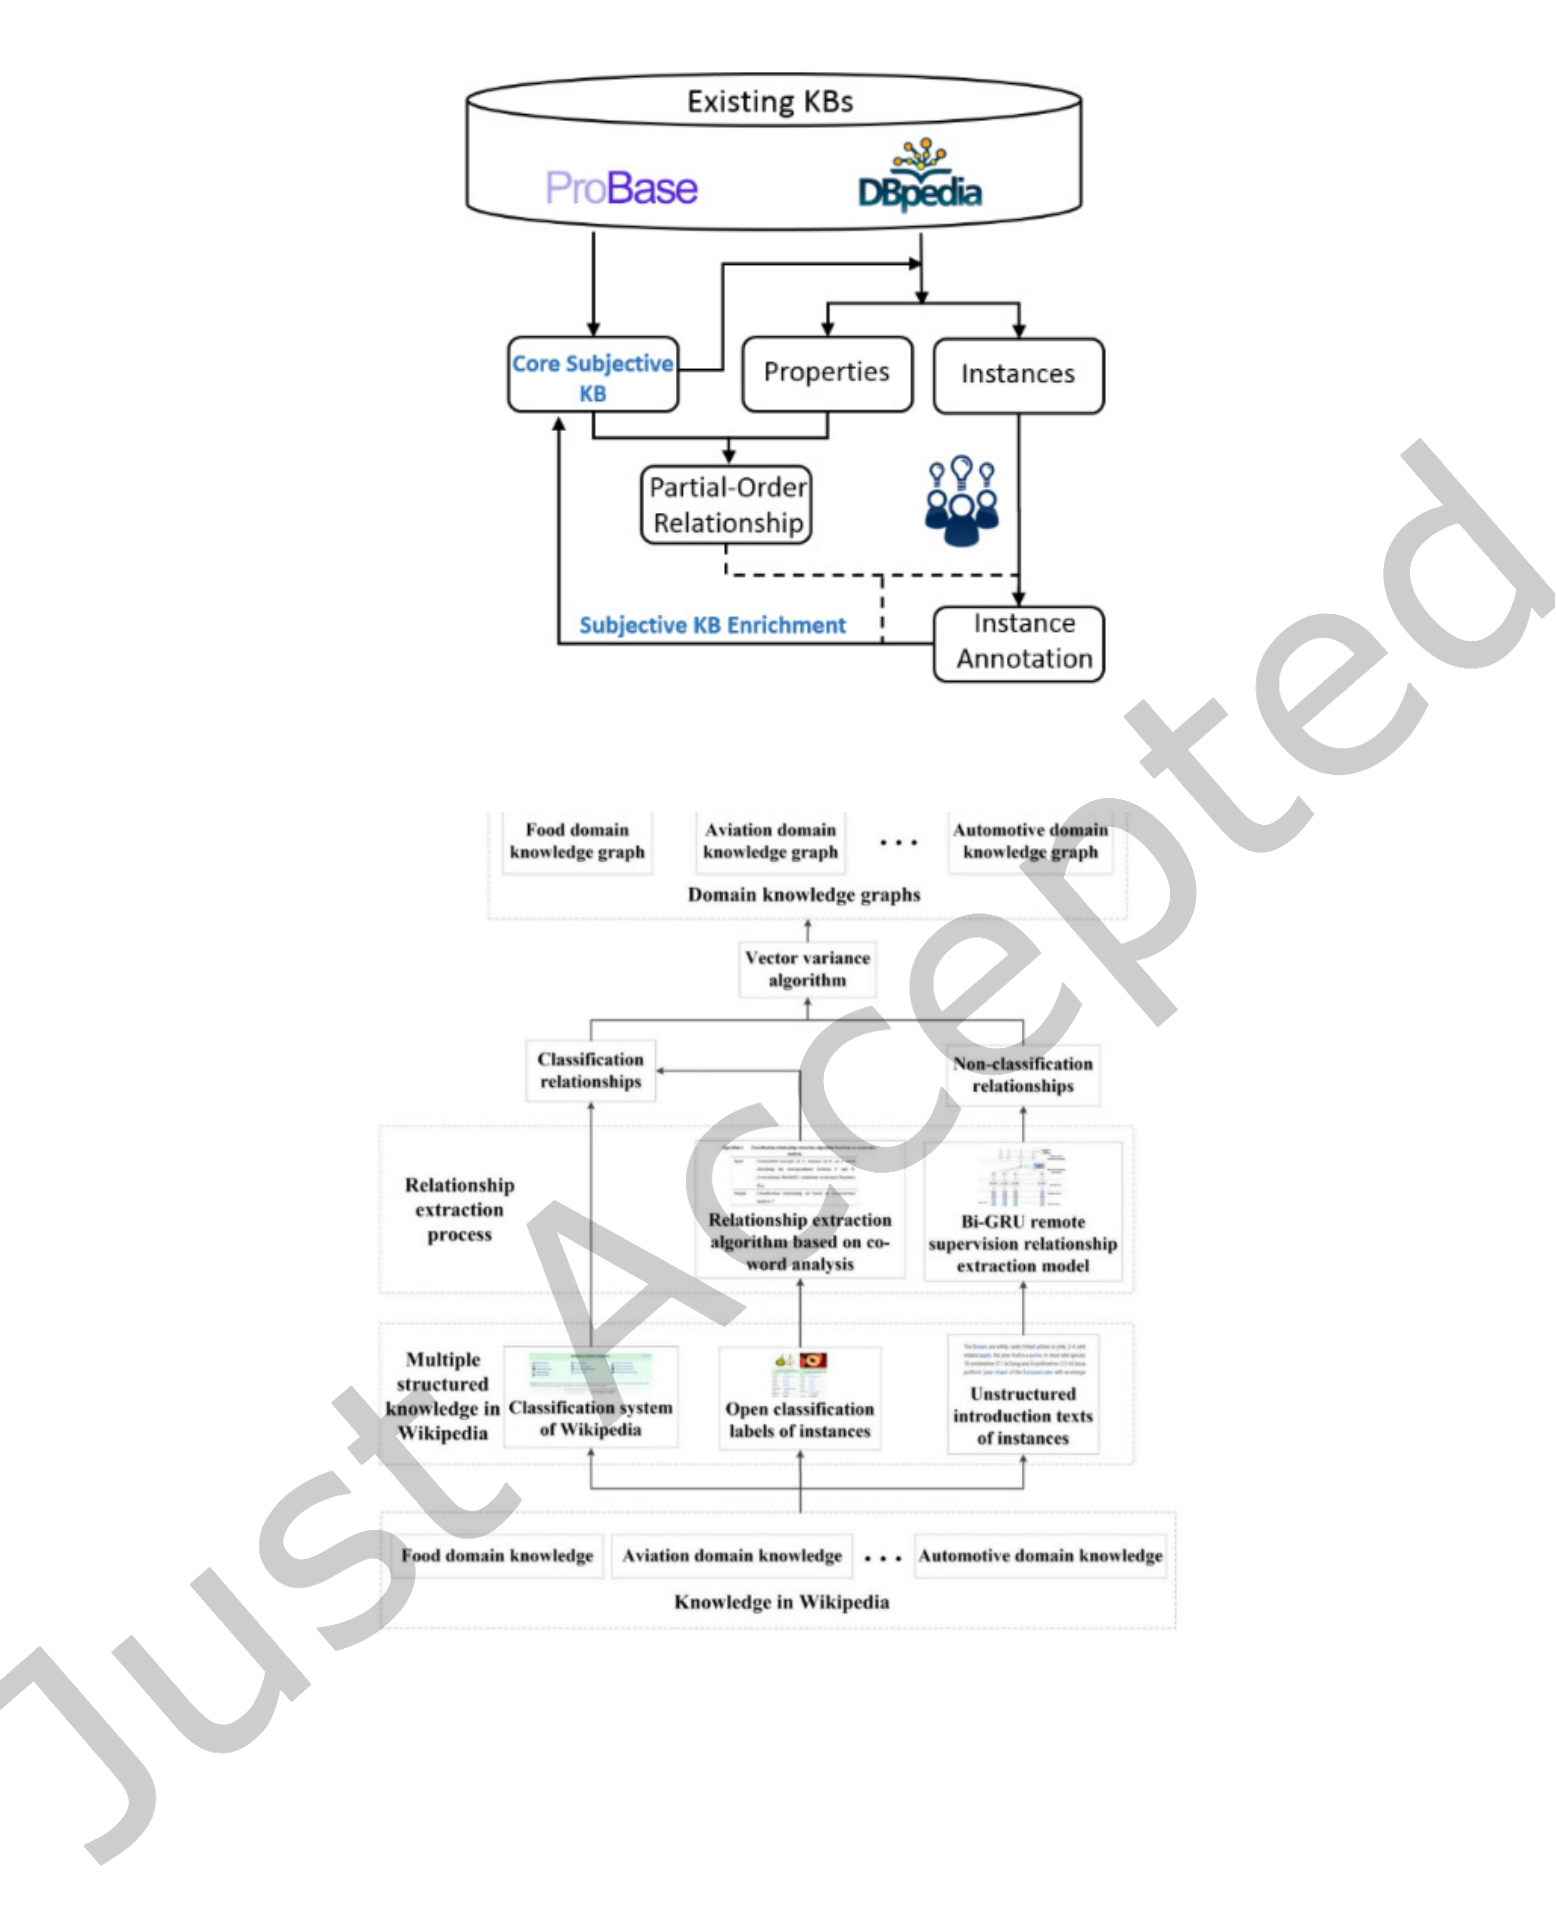 Existing KBs
ProBase
DBpedia
Core Subjective
KB
Properties
Instances
Partial-Order
Relationship
Subjective KB Enrichment
Instance
Annotation
Food domain
knowledge graph
Aviation domain
knowledge graph
...
Automotive domain
knowledge graph
Domain knowledge graphs
Vector variance
algorithm
Classification
relationships
Non-classification
relationships
Relationship
extraction
process
Relationship extraction
algorithm based on co-
word analysis
Bi-GRU remote
supervision relationship
extraction model
Multiple
structured
knowledge in
Wikipedia
Classification system
of Wikipedia
Open classification
labels of instances
Unstructured
introduction texts
of instances
Food domain knowledge
Aviation domain knowledge
...
Automotive domain knowledge
Knowledge in Wikipedia
Just Accepted